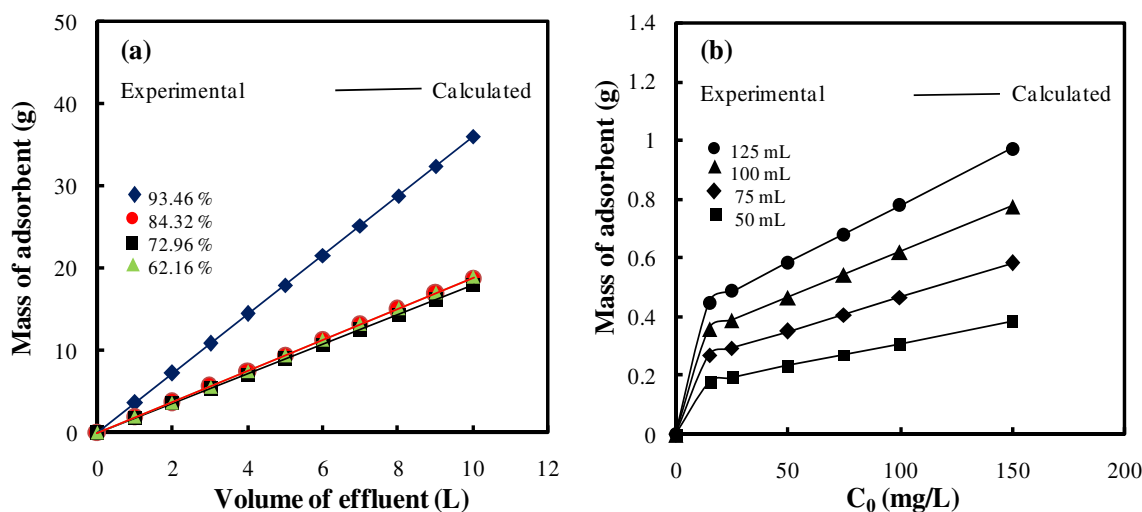 (a)
Experimental
Calculated
93.46 %
84.32 %
72.96 %
62.16 %
Mass of adsorbent (g)
50
40
30
20
10
0
0 2 4 6 8 10 12
Volume of effluent (L)
(b)
Experimental
Calculated
125 mL
100 mL
75 mL
50 mL
Mass of adsorbent (g)
1.4
1.2
1
0.8
0.6
0.4
0.2
0
0 50 100 150 200
C₀ (mg/L)